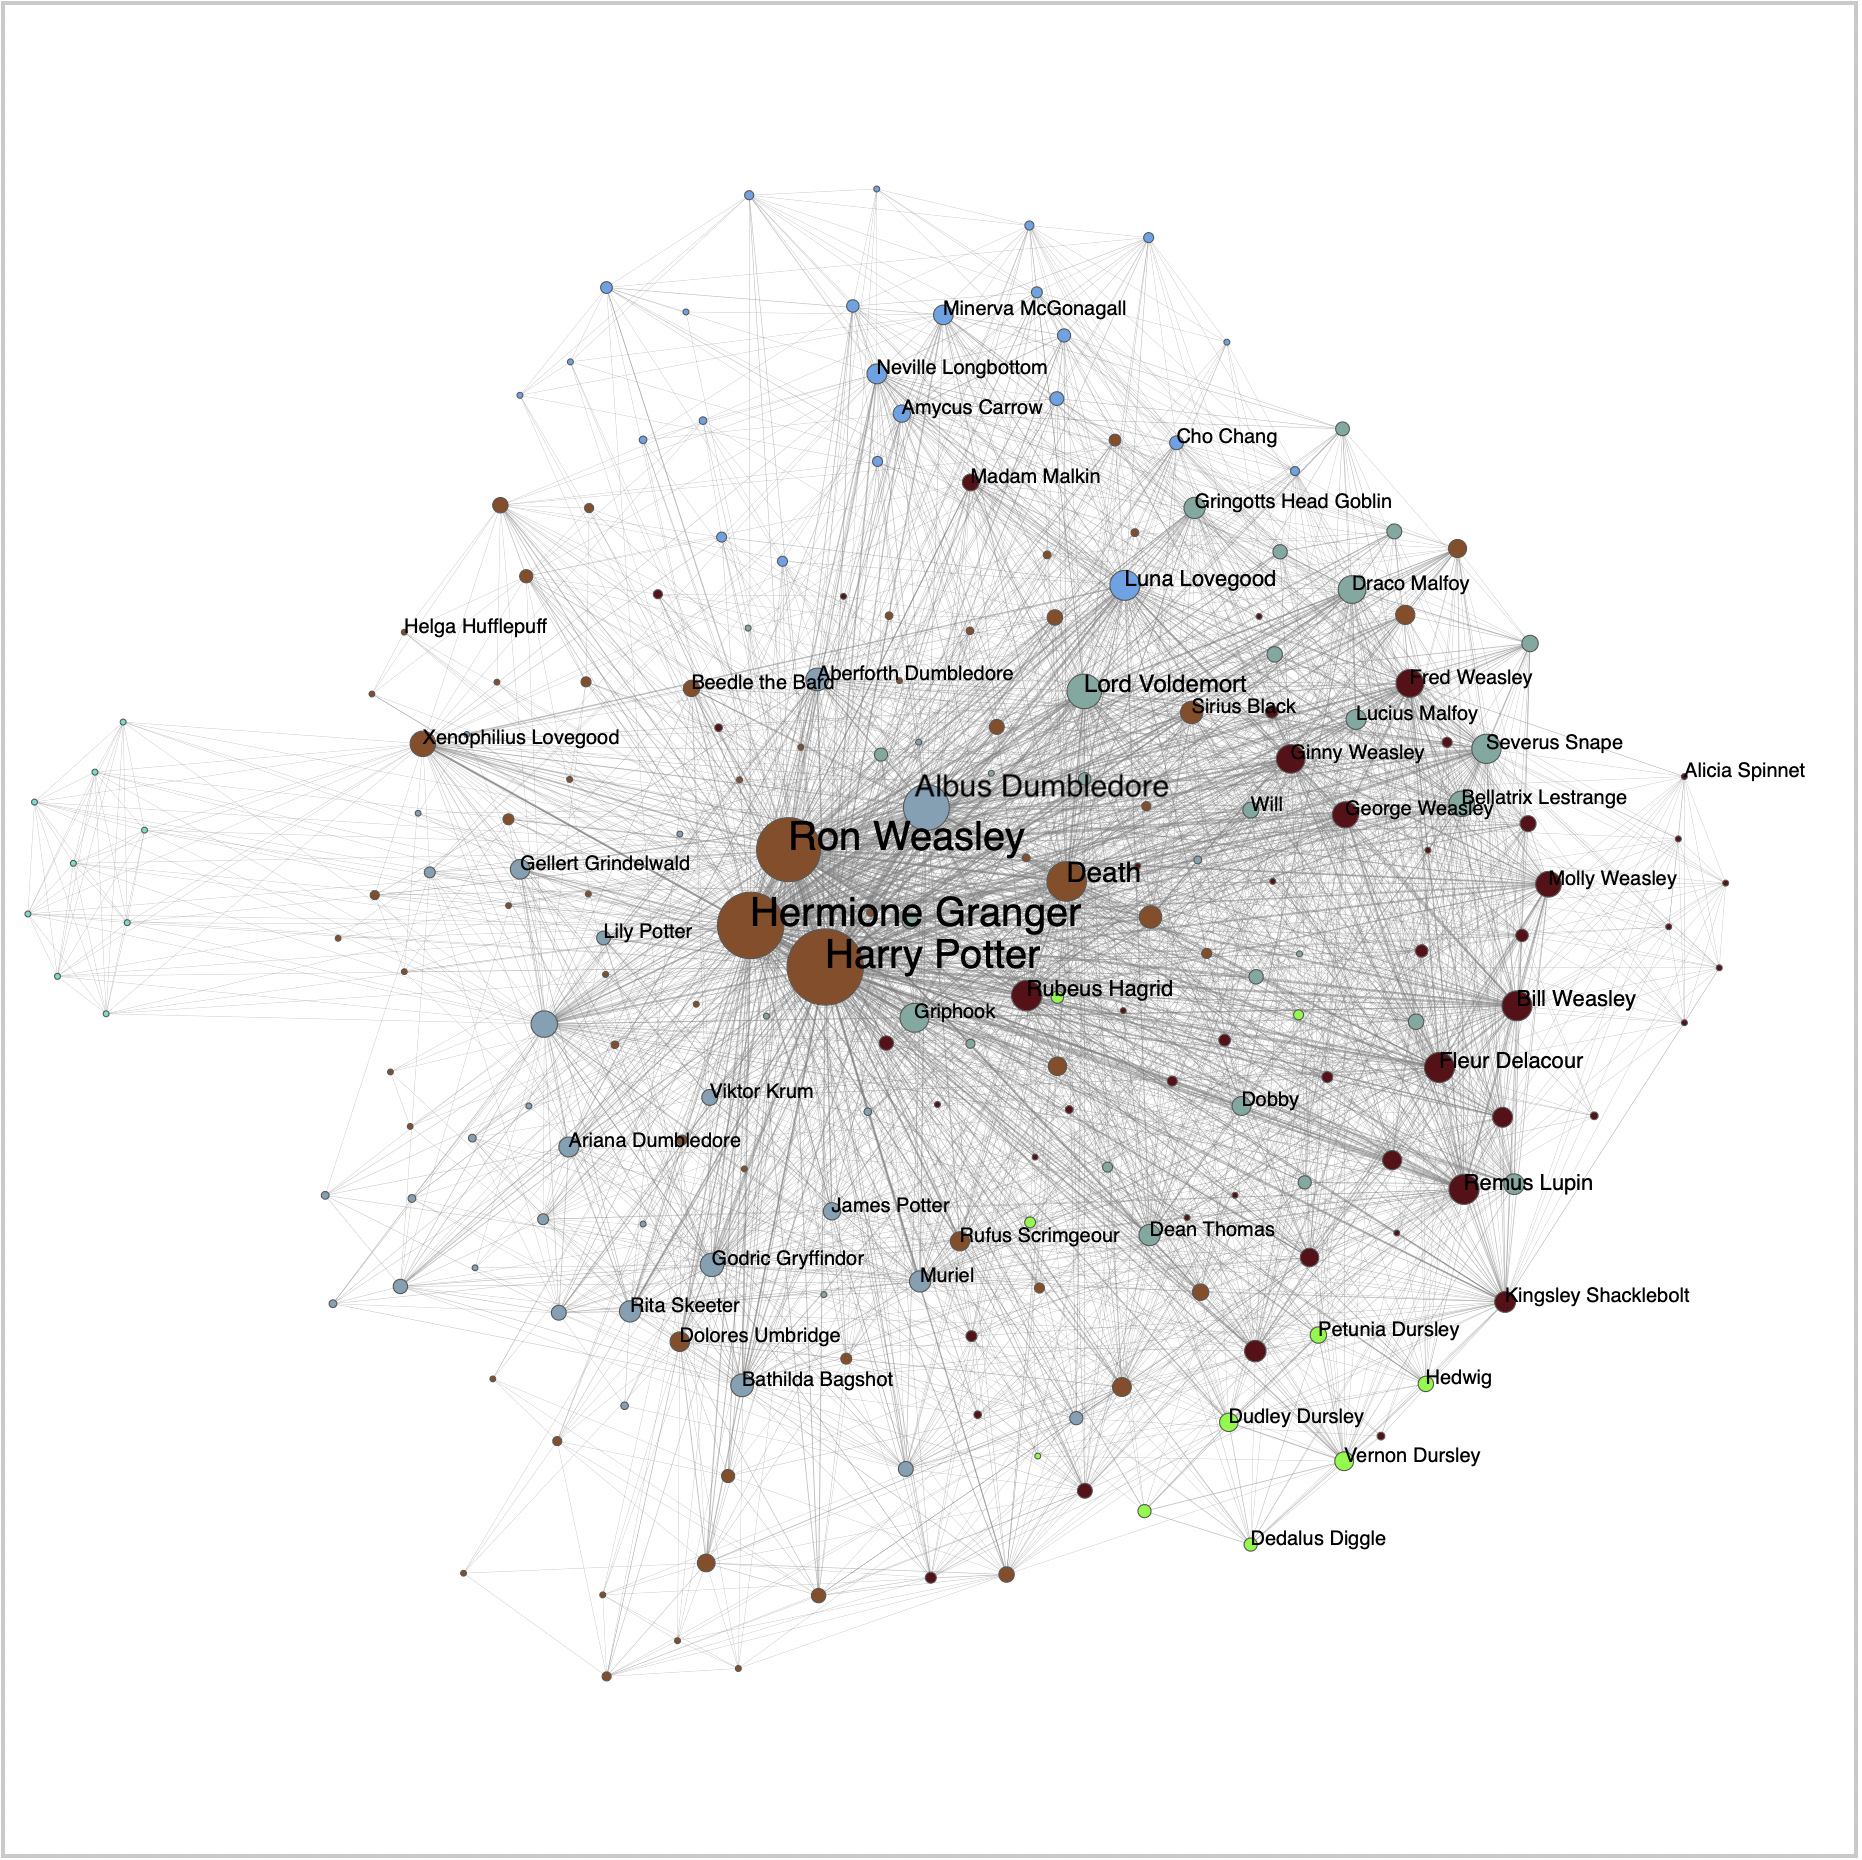 Minerva McGonagall
Neville Longbottom
Amycus Carrow
Cho Chang
Madam Malkin
Gringotts Head Goblin
Luna Lovegood
Draco Malfoy
Helga Hufflepuff
Aberforth Dumbledore
Beedle the Bard
Lord Voldemort
Fred Weasley
Sirius Black
Lucius Malfoy
Xenophilius Lovegood
Severus Snape
Ginny Weasley
Alicia Spinnet
Albus Dumbledore
Bellatrix Lestrange
Will
George Weasley
Ron Weasley
Gellert Grindelwald
Death
Molly Weasley
Hermione Granger
Lily Potter
Harry Potter
Rubeus Hagrid
Bill Weasley
Griphook
Fleur Delacour
Viktor Krum
Dobby
Ariana Dumbledore
Remus Lupin
James Potter
Dean Thomas
Rufus Scrimgeour
Godric Gryffindor
Muriel
Kingsley Shacklebolt
Rita Skeeter
Petunia Dursley
Dolores Umbridge
Hedwig
Bathilda Bagshot
Dudley Dursley
Vernon Dursley
Dedalus Diggle